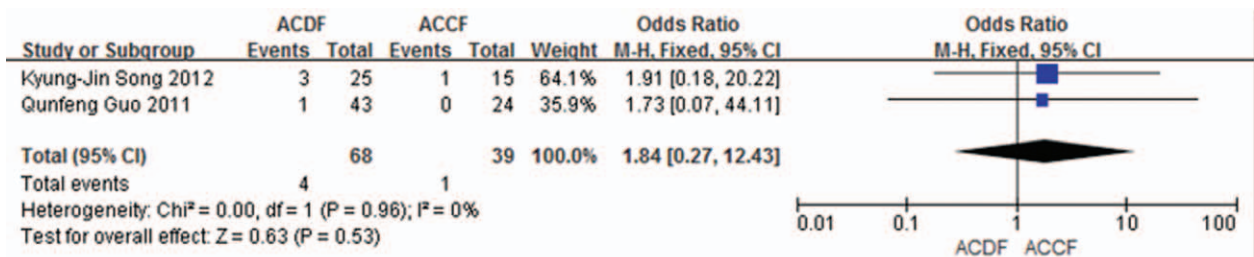 ACDF ACCF Odds Ratio Odds Ratio
Study or Subgroup Events Total Events Total Weight M-H, Fixed, 95% CI M-H, Fixed, 95% CI
Kyung-Jin Song 2012 3 25 1 15 64.1% 1.91 [0.18, 20.22]
Qunfeng Guo 2011 1 43 0 24 35.9% 1.73 [0.07, 44.11]
Total (95% CI) 68 39 100.0% 1.84 [0.27, 12.43]
Total events 4 1
Heterogeneity: Chi² = 0.00, df = 1 (P = 0.96); I² = 0%
Test for overall effect: Z = 0.63 (P = 0.53)
0.01 0.1 1 10 100
ACDF ACCF